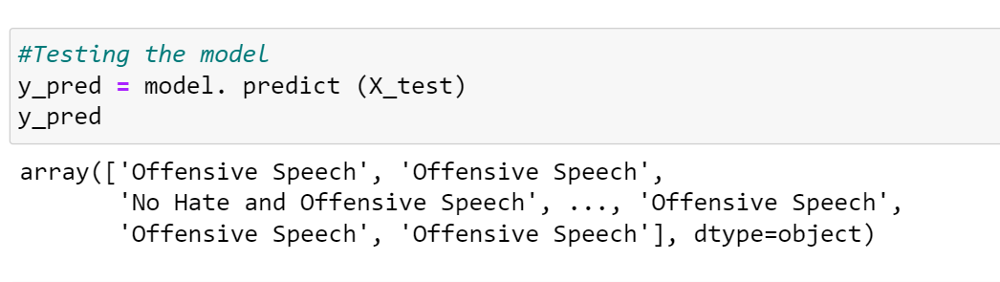 #Testing the model
y_pred = model. predict (X_test)
y_pred
array(['Offensive Speech', 'Offensive Speech',
'No Hate and Offensive Speech', ..., 'Offensive Speech',
'Offensive Speech', 'Offensive Speech'], dtype=object)